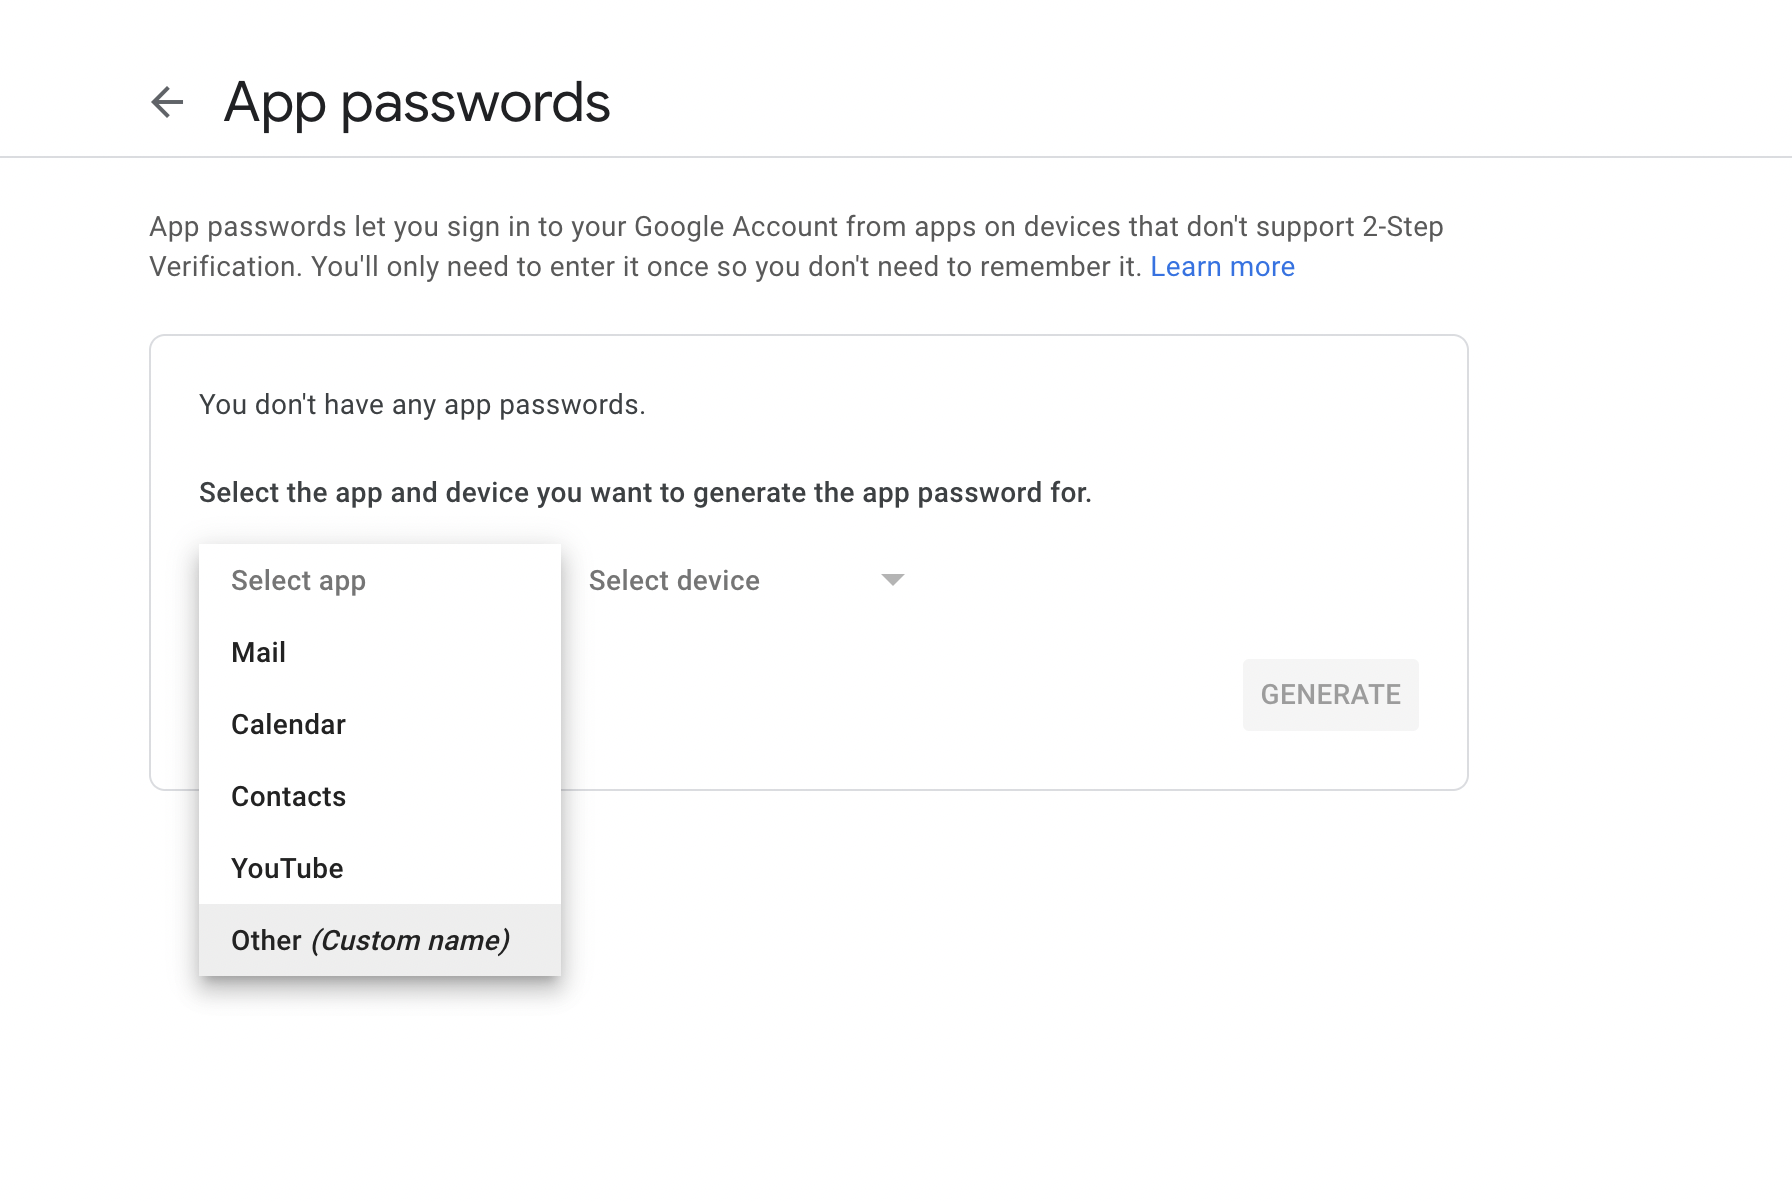 App passwords
App passwords let you sign in to your Google Account from apps on devices that don't support 2-Step
Verification. You'll only need to enter it once so you don't need to remember it. Learn more
You don't have any app passwords.
Select the app and device you want to generate the app password for.
Select app
Select device
Mail
Calendar
Contacts
YouTube
Other (Custom name)
GENERATE